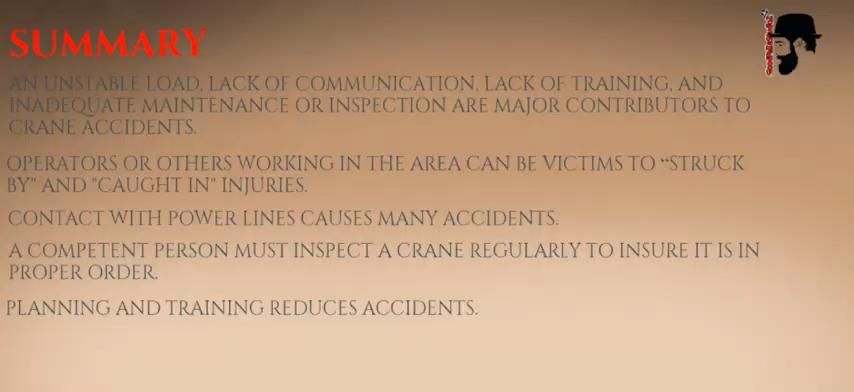 SUMMARY
AN UNSTABLE LOAD, LACK OF COMMUNICATION, LACK OF TRAINING, AND
INADEQUATE MAINTENANCE OR INSPECTION ARE MAJOR CONTRIBUTORS TO
CRANE ACCIDENTS.
OPERATORS OR OTHERS WORKING IN THE AREA CAN BE VICTIMS TO “STRUCK
BY" AND "CAUGHT IN" INJURIES.
CONTACT WITH POWER LINES CAUSES MANY ACCIDENTS.
A COMPETENT PERSON MUST INSPECT A CRANE REGULARLY TO INSURE IT IS IN
PROPER ORDER.
PLANNING AND TRAINING REDUCES ACCIDENTS.